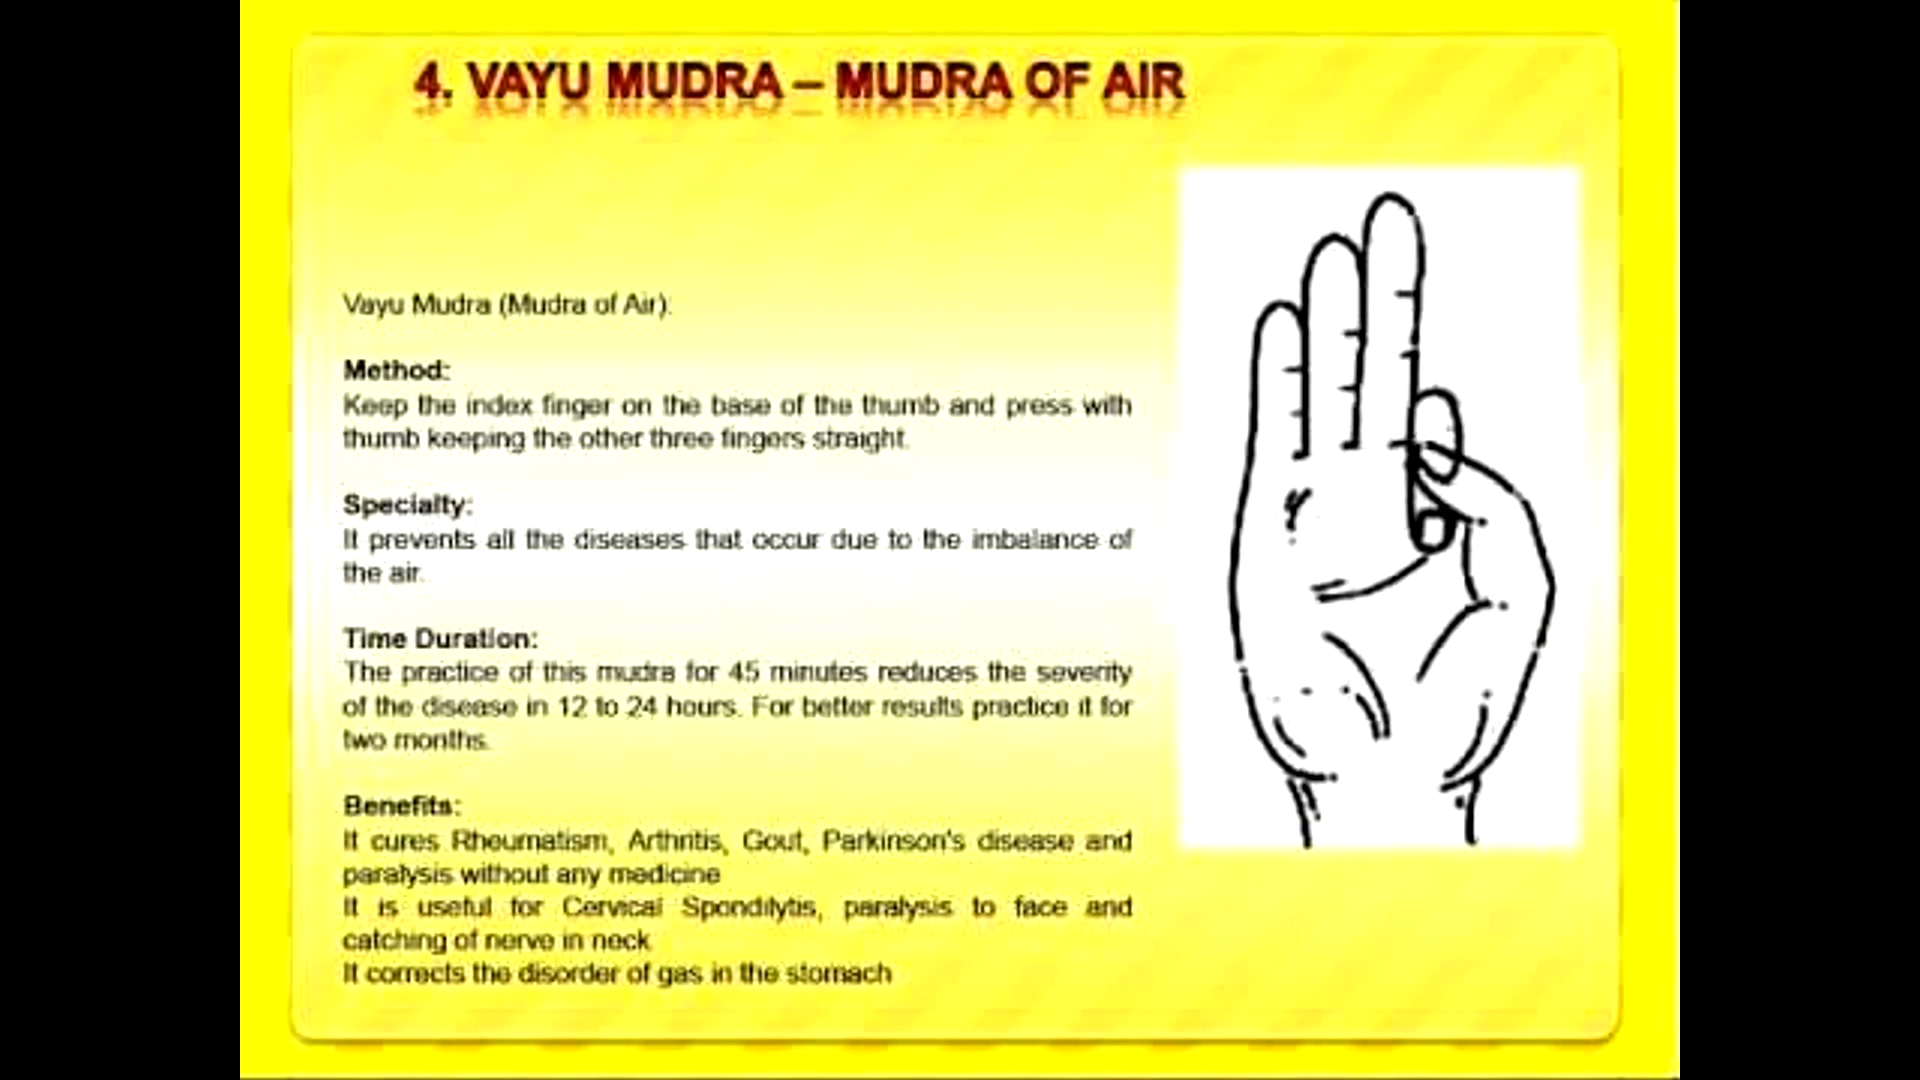 4. VAYU MUDRA – MUDRA OF AIR
Vayu Mudra (Mudra of Air).
Method:
Keep the index finger on the base of the thumb and press with
thumb keeping the other three fingers straight.
Specialty:
It prevents all the diseases that occur due to the imbalance of
the air.
Time Duration:
The practice of this mudra for 45 minutes reduces the severity
of the disease in 12 to 24 hours. For better results practice it for
two months.
Benefits:
It cures Rheumatism, Arthritis, Gout, Parkinson's disease and
paralysis without any medicine
It is useful for Cervical Spondilytis, paralysis to face and
catching of nerve in neck
It corrects the disorder of gas in the stomach